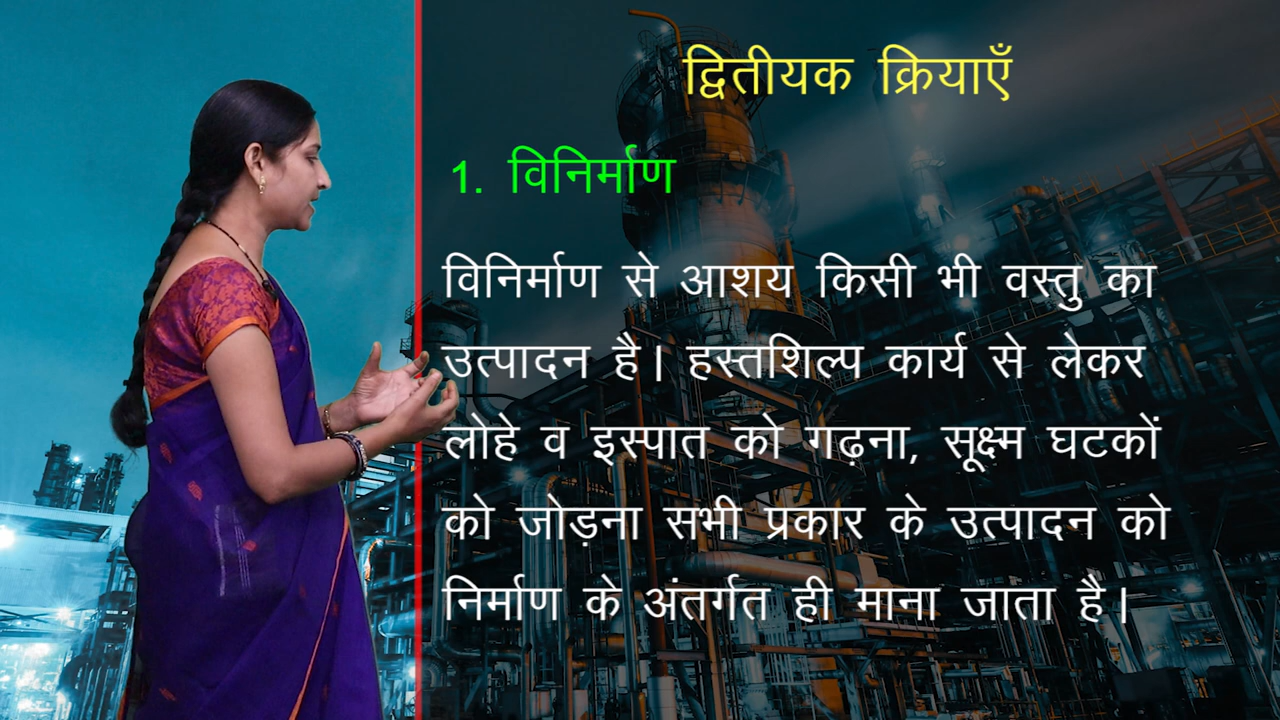 द्वितीयक क्रियाएँ
1. विनिर्माण
विनिर्माण से आशय किसी भी वस्तु का
उत्पादन है। हस्तशिल्प कार्य से लेकर
लोहे व इस्पात को गढ़ना, सूक्ष्म घटकों
को जोड़ना सभी प्रकार के उत्पादन को
निर्माण के अंतर्गत ही माना जाता है।